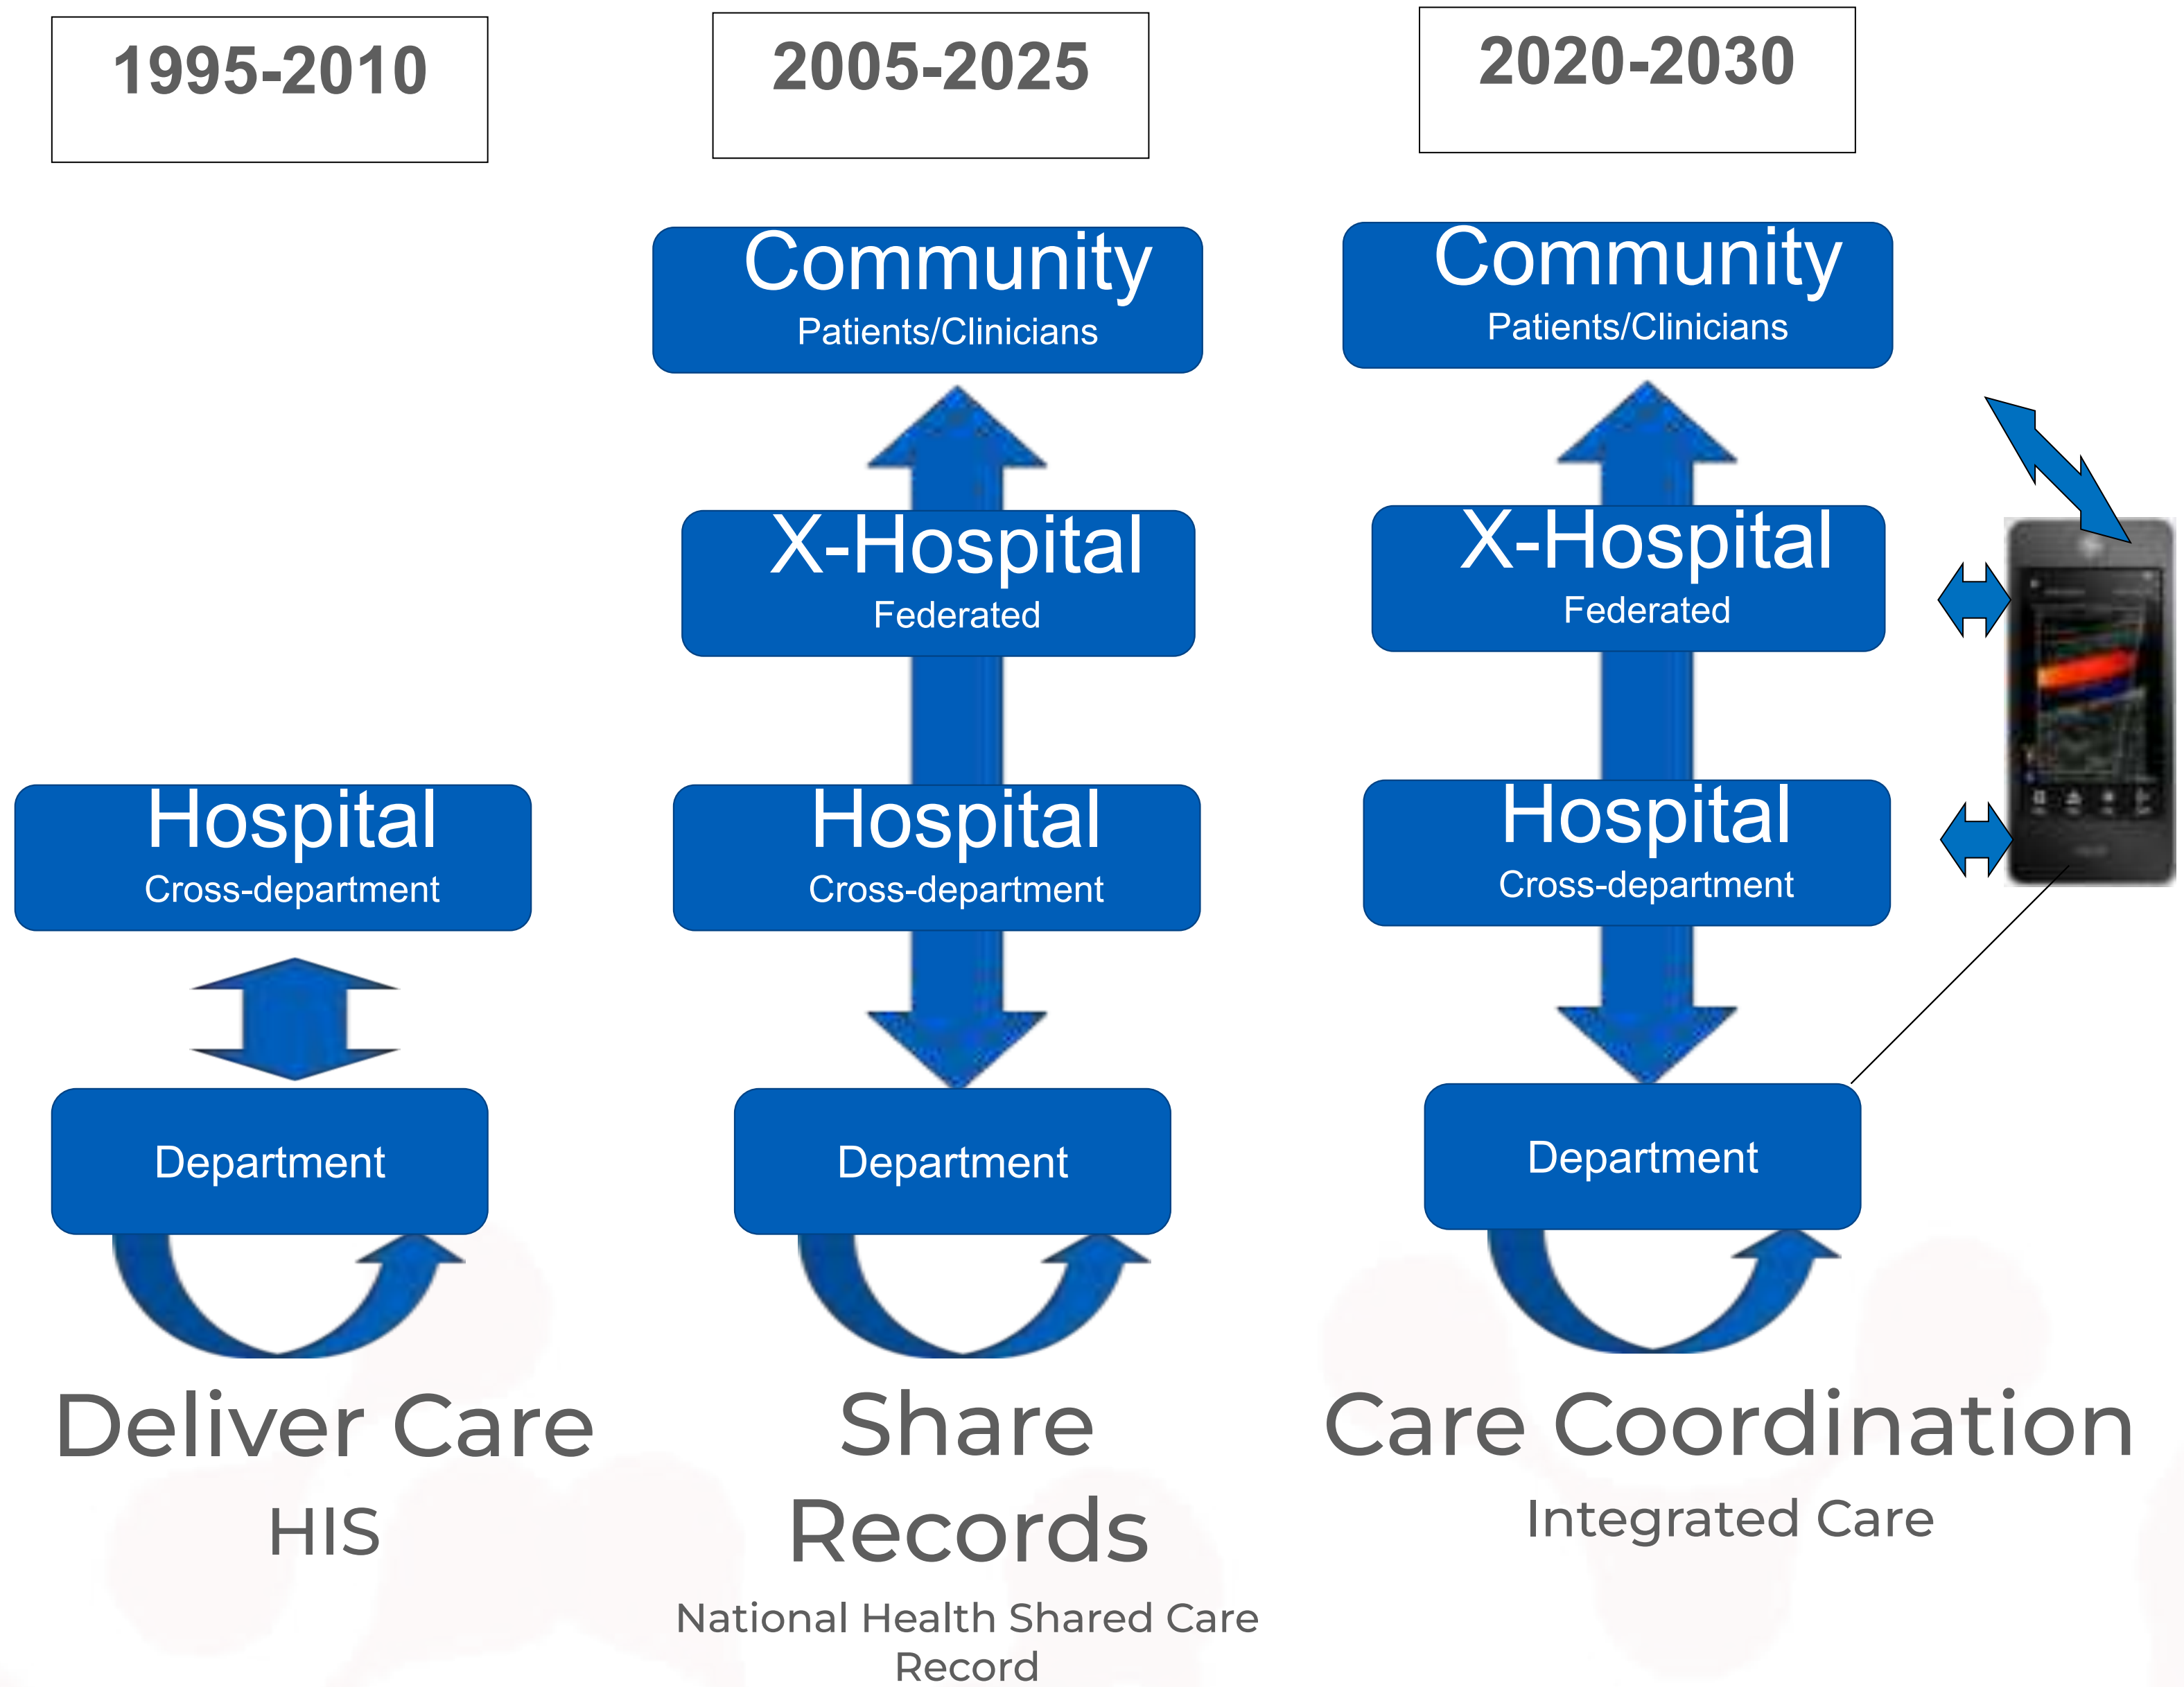 1995-2010
Hospital
Cross-department
Department
Deliver Care
HIS
2005-2025
Community
Patients/Clinicians
X-Hospital
Federated
Hospital
Cross-department
Department
Share
Records
National Health Shared Care
Record
2020-2030
Community
Patients/Clinicians
X-Hospital
Federated
Hospital
Cross-department
Department
Care Coordination
Integrated Care